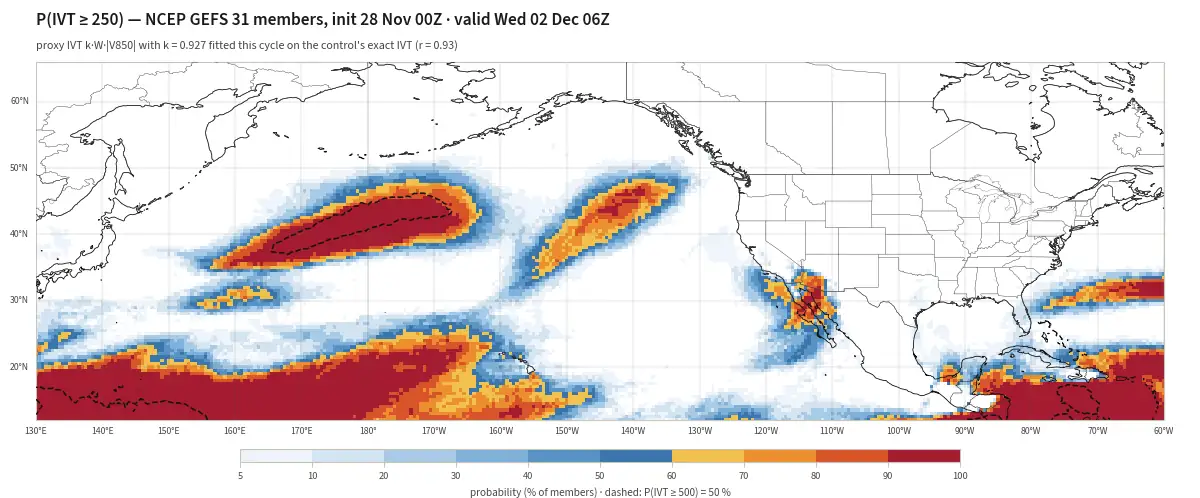 P(IVT ≥ 250) — NCEP GEFS 31 members, init 28 Nov 00Z · valid Wed 02 Dec 06Z
proxy IVT k·W·|V850| with k = 0.927 fitted this cycle on the control's exact IVT (r = 0.93)
60°N
50°N
40°N
30°N
20°N
130°E 140°E 150°E 160°E 170°E 180° 170°W 160°W 150°W 140°W 130°W 120°W 110°W 100°W 90°W 80°W 70°W 60°W
5 10 20 30 40 50 60 70 80 90 100
probability (% of members) · dashed: P(IVT ≥ 500) = 50 %